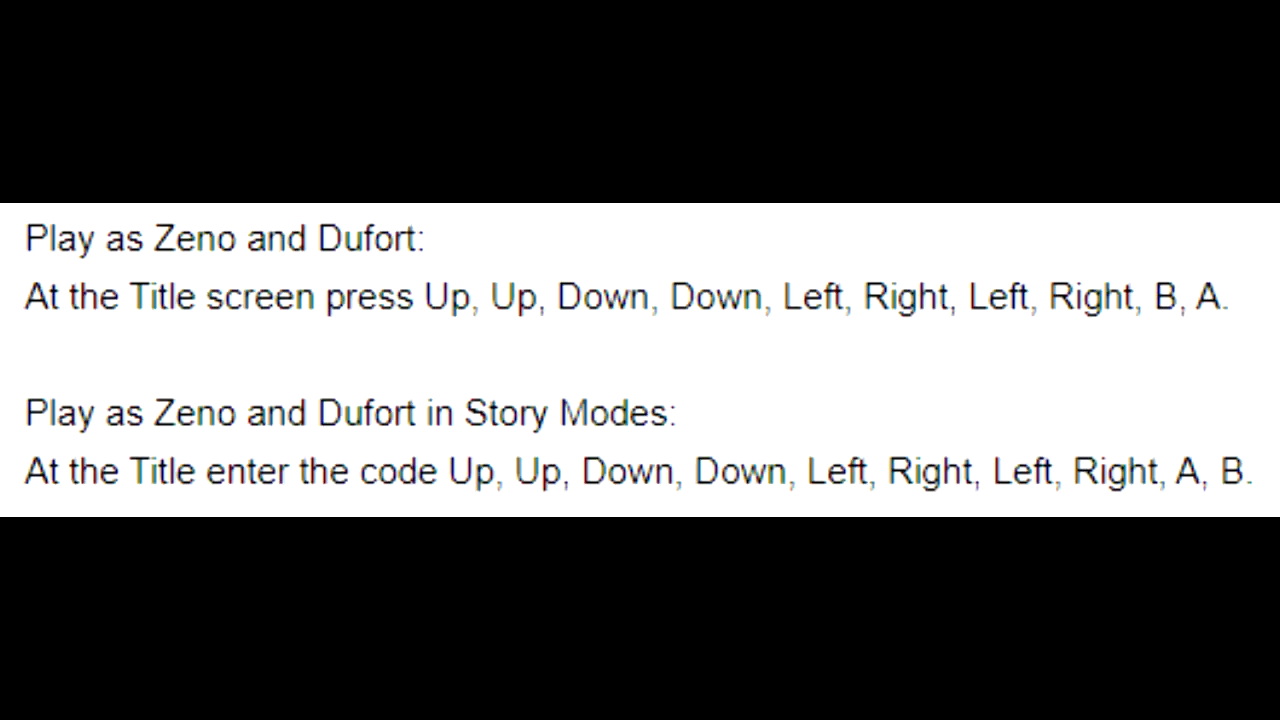 Play as Zeno and Dufort:
At the Title screen press Up, Up, Down, Down, Left, Right, Left, Right, B, A.
Play as Zeno and Dufort in Story Modes:
At the Title enter the code Up, Up, Down, Down, Left, Right, Left, Right, A, B.